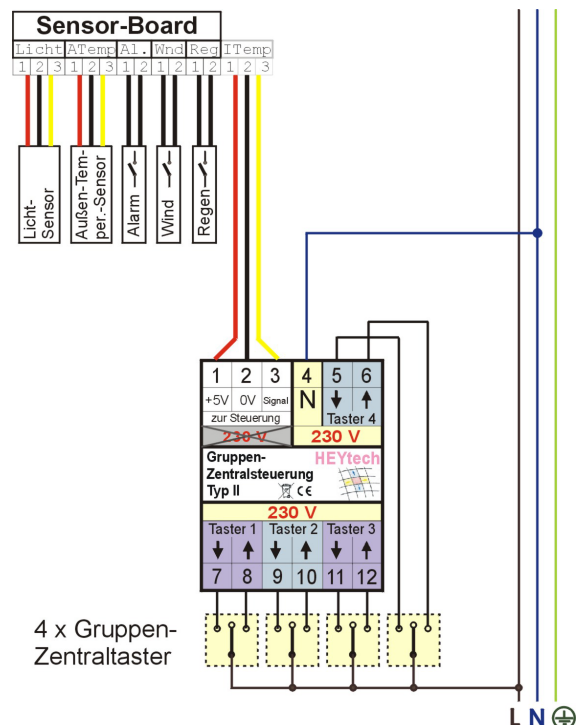 Sensor-Board
Licht ATemp Al. Wnd Reg ITemp
1 2 3 1 2 3 1 2 1 2 1 2 1 2 3
Licht-
Sensor
Außen-Tem-
per.-Sensor
Alarm
Wind
Regen
1 2 3 4 5 6
+5V 0V Signal N
zur Steuerung Taster 4
230 V 230 V
Gruppen-
Zentralsteuerung
Typ II
HEYtech
CE
230 V
Taster 1 Taster 2 Taster 3
7 8 9 10 11 12
4 x Gruppen-
Zentraltaster
L N